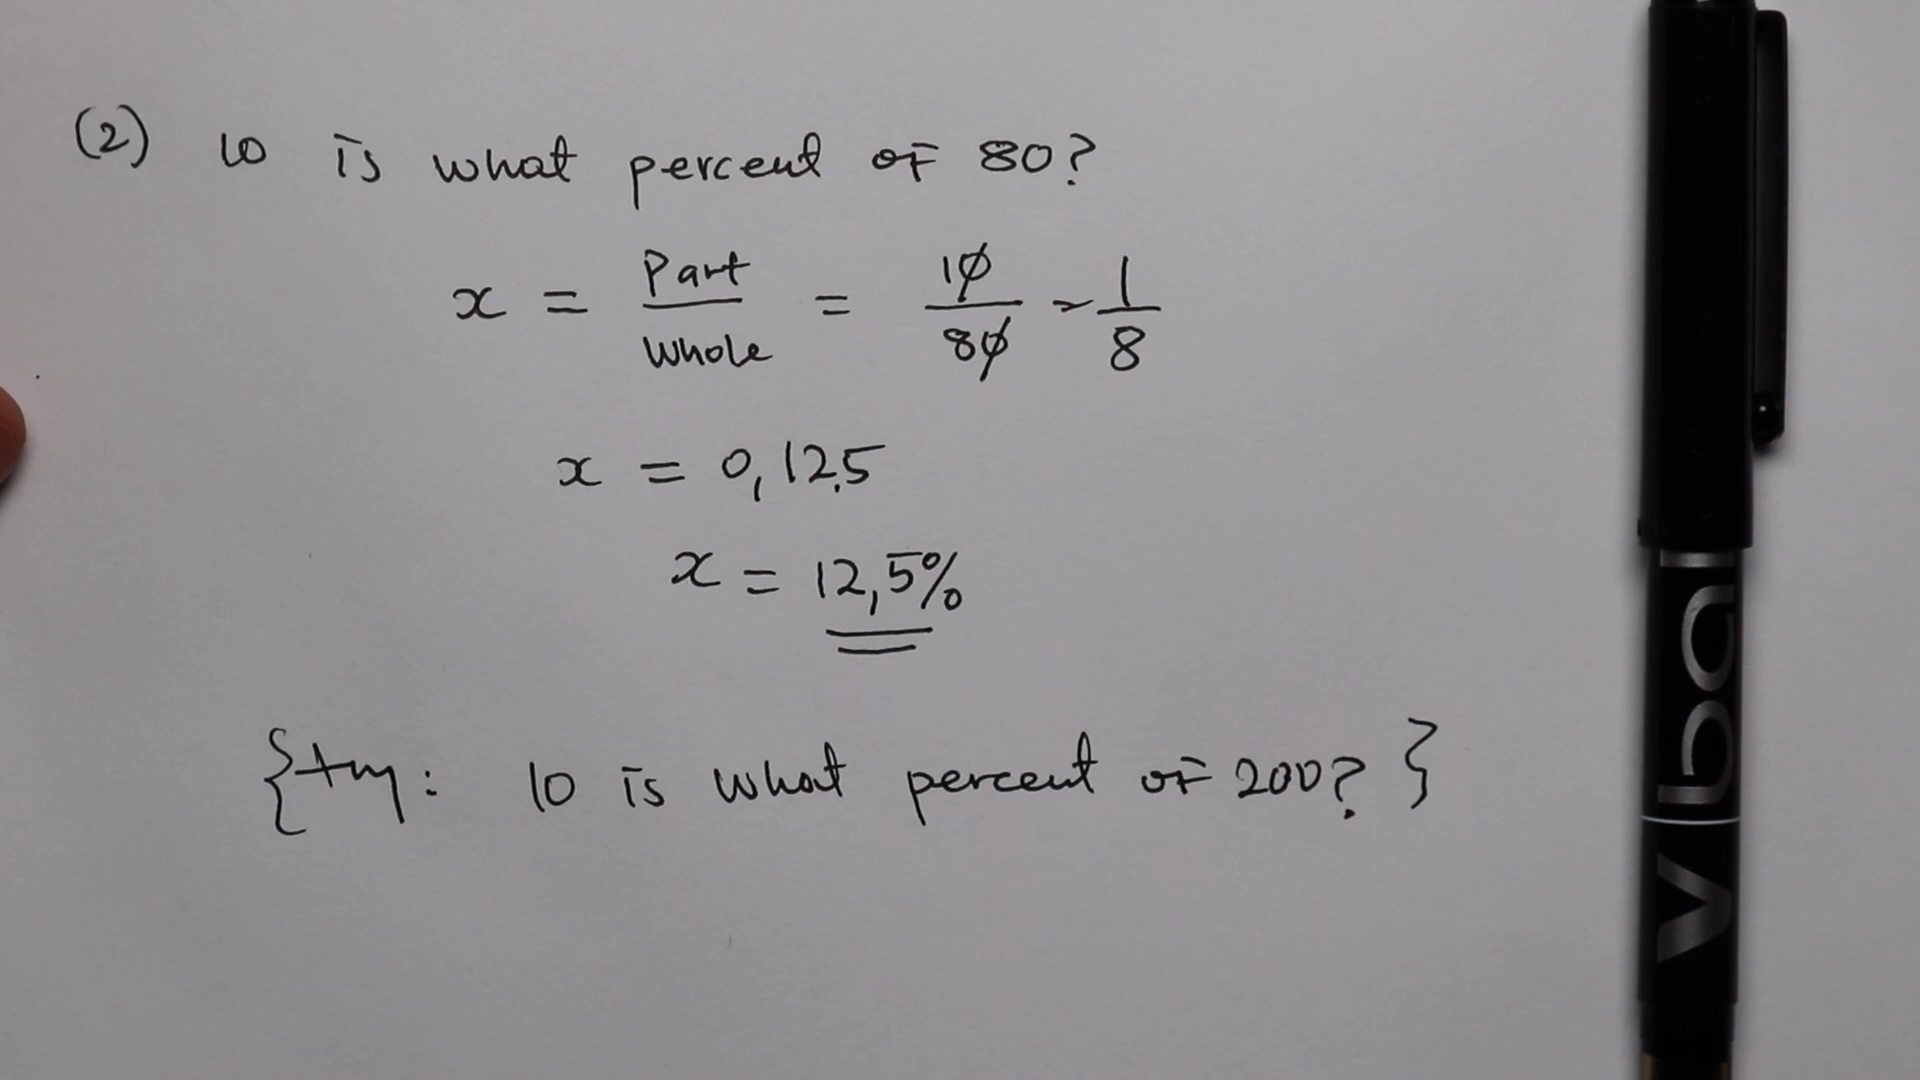 (2) 10 is what percent of 80?
x = Part / Whole = 10 / 80 = 1 / 8
x = 0,125
x = 12,5%
{try: 10 is what percent of 200?}
V ball